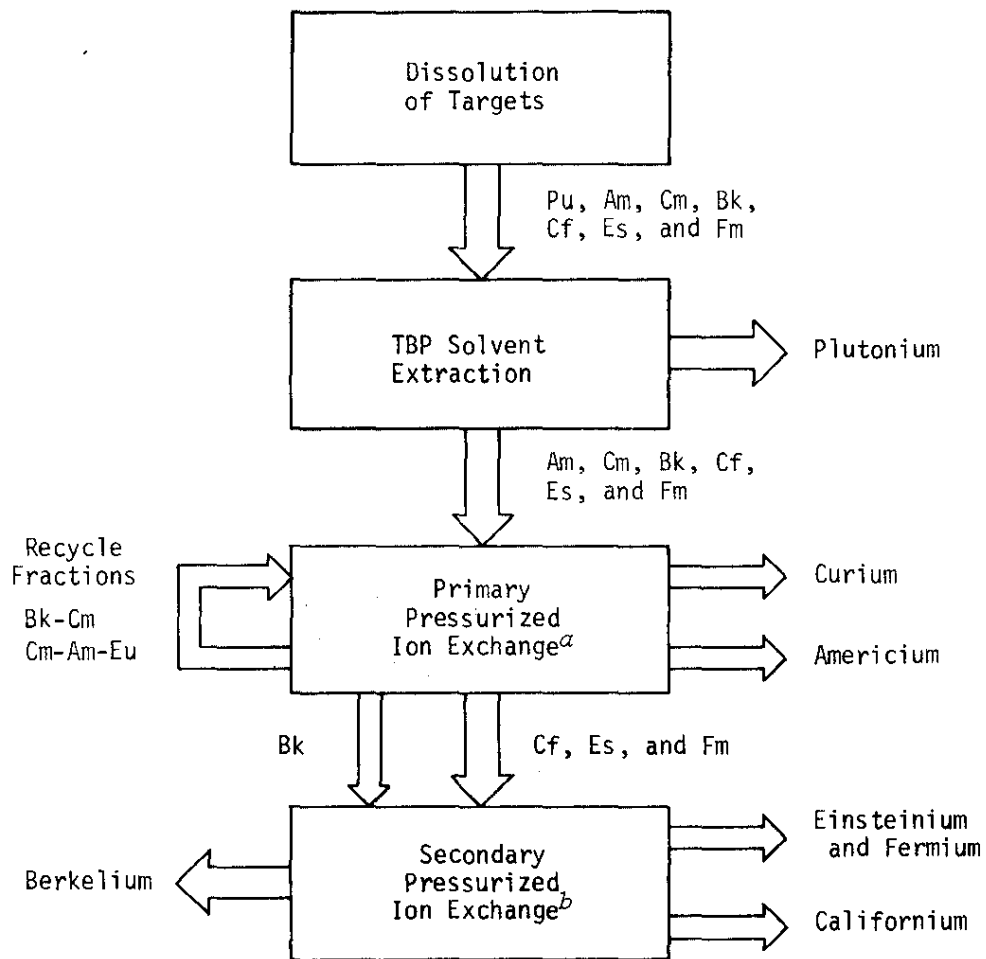 Dissolution
of Targets
Pu, Am, Cm, Bk,
Cf, Es, and Fm
TBP Solvent
Extraction
Plutonium
Am, Cm, Bk, Cf,
Es, and Fm
Recycle
Fractions
Bk-Cm
Cm-Am-Eu
Primary
Pressurized
Ion Exchangea
Curium
Americium
Bk
Cf, Es, and Fm
Berkelium
Secondary
Pressurized
Ion Exchangeb
Einsteinium
and Fermium
Californium